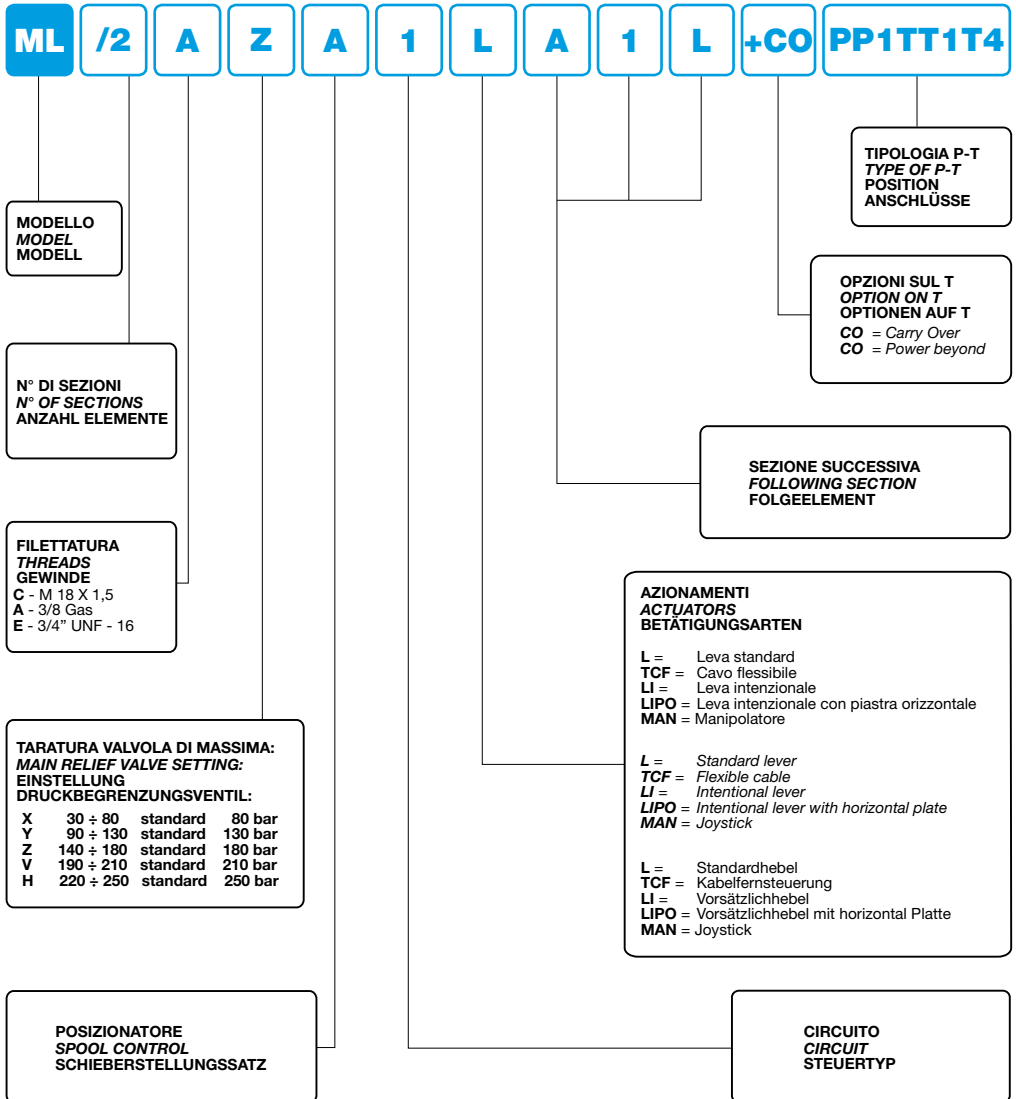 ML /2 A Z A 1 L A 1 L +CO PP1TT1T4
TIPOLOGIA P-T
TYPE OF P-T
POSITION
ANSCHLÜSSE
MODELLO
MODEL
MODELL
OPZIONI SUL T
OPTION ON T
OPTIONEN AUF T
CO = Carry Over
CO = Power beyond
N° DI SEZIONI
N° OF SECTIONS
ANZAHL ELEMENTE
SEZIONE SUCCESSIVA
FOLLOWING SECTION
FOLGEELEMENT
FILETTATURA
THREADS
GEWINDE
C - M 18 X 1,5
A - 3/8 Gas
E - 3/4” UNF - 16
AZIONAMENTI
ACTUATORS
BETÄTIGUNGSARTEN
L = Leva standard
TCF = Cavo flessibile
LI = Leva intenzionale
LIPO = Leva intenzionale con piastra orizzontale
MAN = Manipolatore
L = Standard lever
TCF = Flexible cable
LI = Intentional lever
LIPO = Intentional lever with horizontal plate
MAN = Joystick
L = Standardhebel
TCF = Kabelfernsteuerung
LI = Vorsätzlichhebel
LIPO = Vorsätzlichhebel mit horizontal Platte
MAN = Joystick
TARATURA VALVOLA DI MASSIMA:
MAIN RELIEF VALVE SETTING:
EINSTELLUNG
DRUCKBEGRENZUNGSVENTIL:
X 30 ÷ 80 standard 80 bar
Y 90 ÷ 130 standard 130 bar
Z 140 ÷ 180 standard 180 bar
V 190 ÷ 210 standard 210 bar
H 220 ÷ 250 standard 250 bar
POSIZIONATORE
SPOOL CONTROL
SCHIEBERSTELLUNGSSATZ
CIRCUITO
CIRCUIT
STEUERTYP